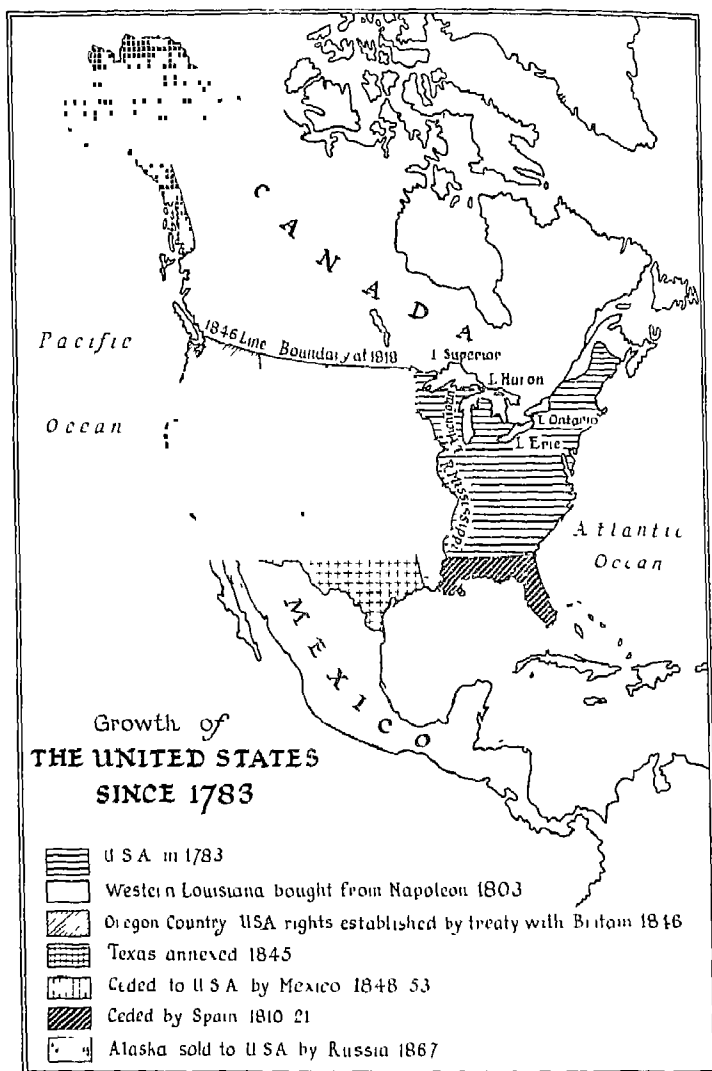 CANADA
Pacific
Ocean
1846 Line Boundary at 1818
L Superior
L Huron
L Michigan
L Ontario
L Erie
R. Mississippi
Atlantic
Ocean
MEXICO
Growth of
THE UNITED STATES
SINCE 1783
U S A in 1783
Western Louisiana bought from Napoleon 1803
Oregon Country USA rights established by treaty with Britain 1846
Texas annexed 1845
Ceded to U S A by Mexico 1848 53
Ceded by Spain 1810 21
Alaska sold to USA by Russia 1867